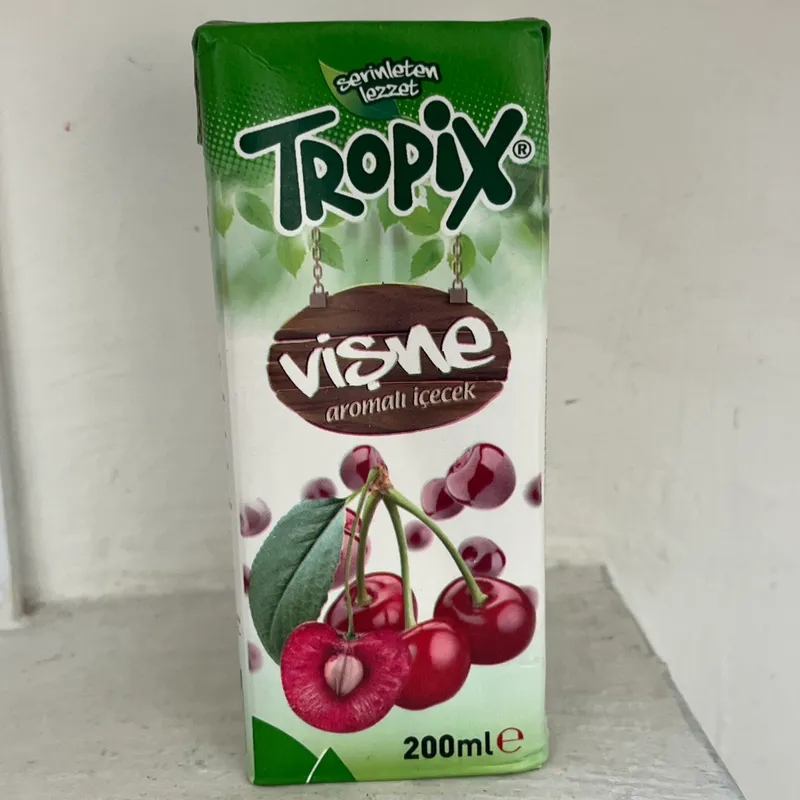 serinleten
lezzet
TROPiX®
vişne
aromalı içecek
200ml℮